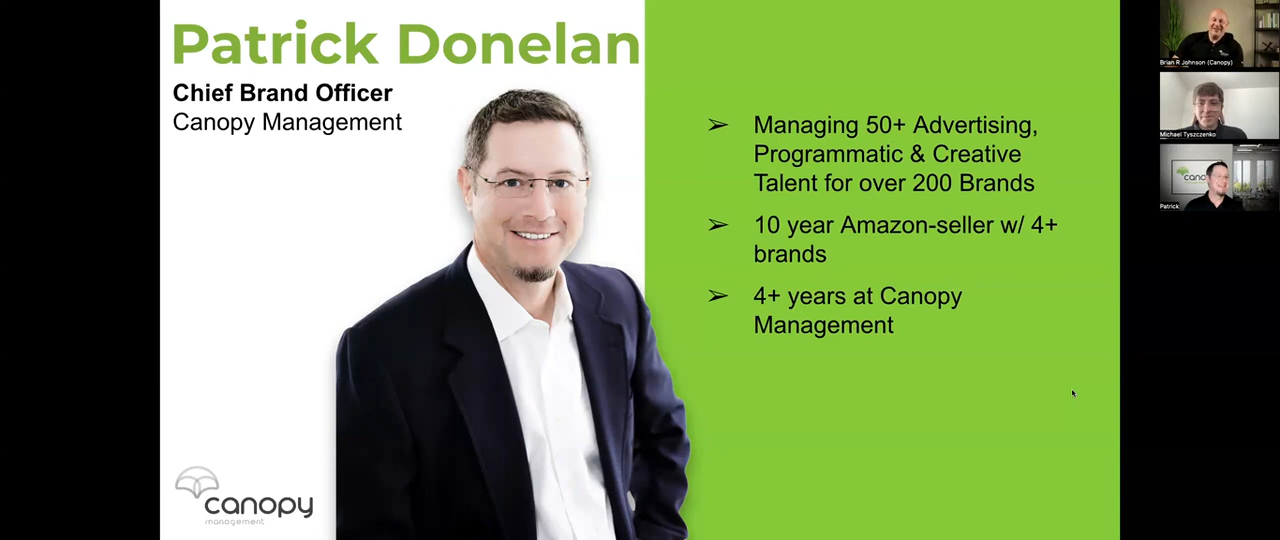 Patrick Donelan
Chief Brand Officer
Canopy Management
➢ Managing 50+ Advertising,
Programmatic & Creative
Talent for over 200 Brands
➢ 10 year Amazon-seller w/ 4+
brands
➢ 4+ years at Canopy
Management
canopy
management
Brian R Johnson (Canopy)
Michael Tyszczenko
cano
Patrick